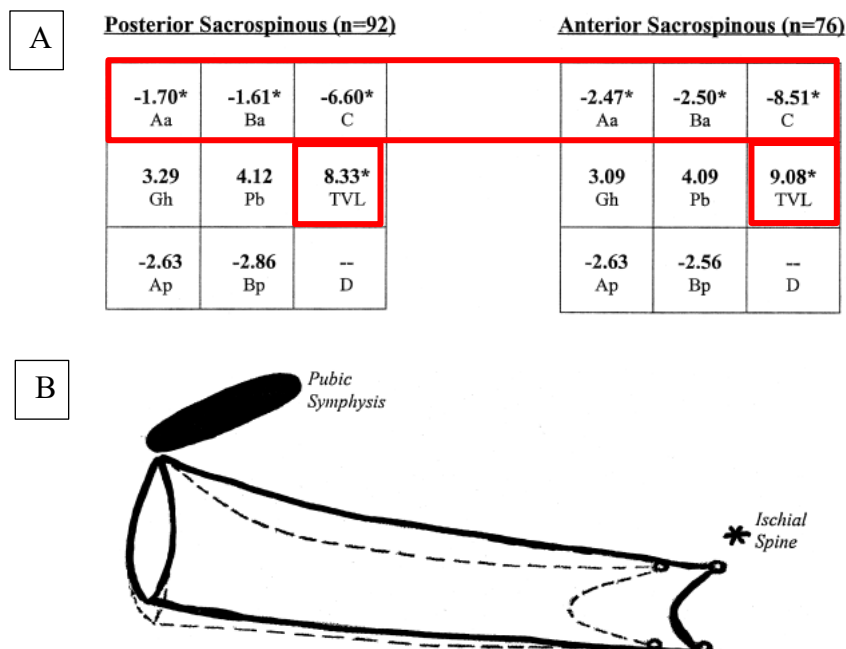 A
Posterior Sacrospinous (n=92)
Anterior Sacrospinous (n=76)
-1.70* -1.61* -6.60* -2.47* -2.50* -8.51*
Aa Ba C Aa Ba C
3.29 4.12 8.33* 3.09 4.09 9.08*
Gh Pb TVL Gh Pb TVL
-2.63 -2.86 -- -2.63 -2.56 --
Ap Bp D Ap Bp D
B
Pubic
Symphysis
Ischial
Spine